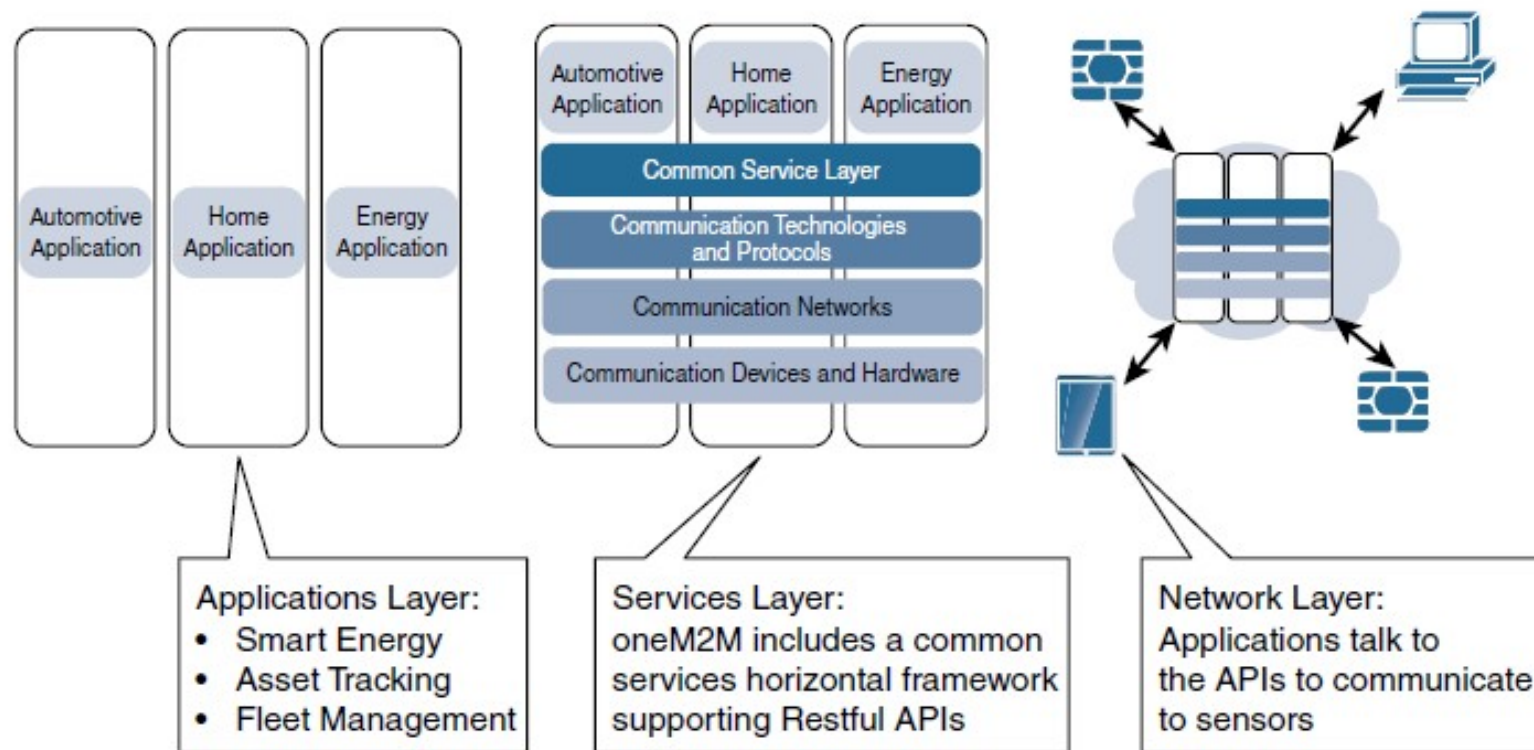 Automotive
Application
Home
Application
Energy
Application
Automotive
Application
Home
Application
Energy
Application
Common Service Layer
Communication Technologies
and Protocols
Communication Networks
Communication Devices and Hardware
Applications Layer:
• Smart Energy
• Asset Tracking
• Fleet Management
Services Layer:
oneM2M includes a common
services horizontal framework
supporting Restful APIs
Network Layer:
Applications talk to
the APIs to communicate
to sensors